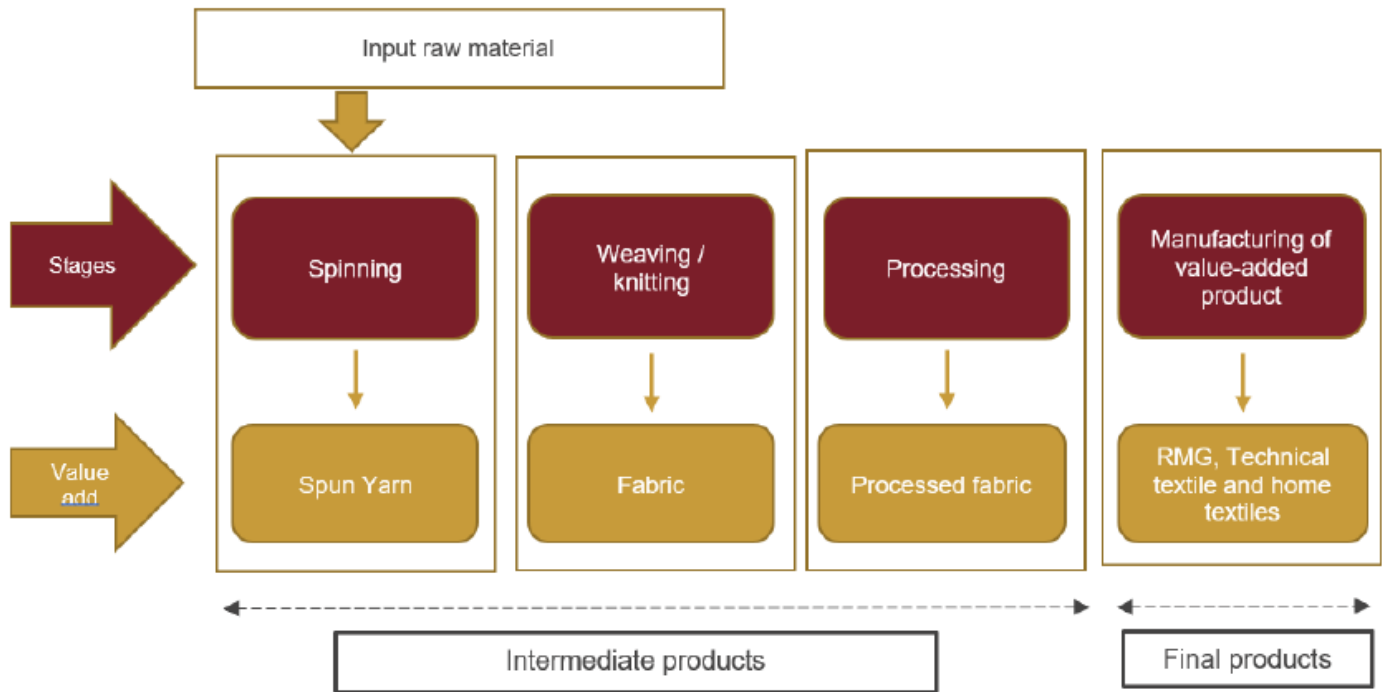 Input raw material
Stages
Spinning
Weaving /
knitting
Processing
Manufacturing of
value-added
product
Value
add
Spun Yarn
Fabric
Processed fabric
RMG, Technical
textile and home
textiles
Intermediate products
Final products